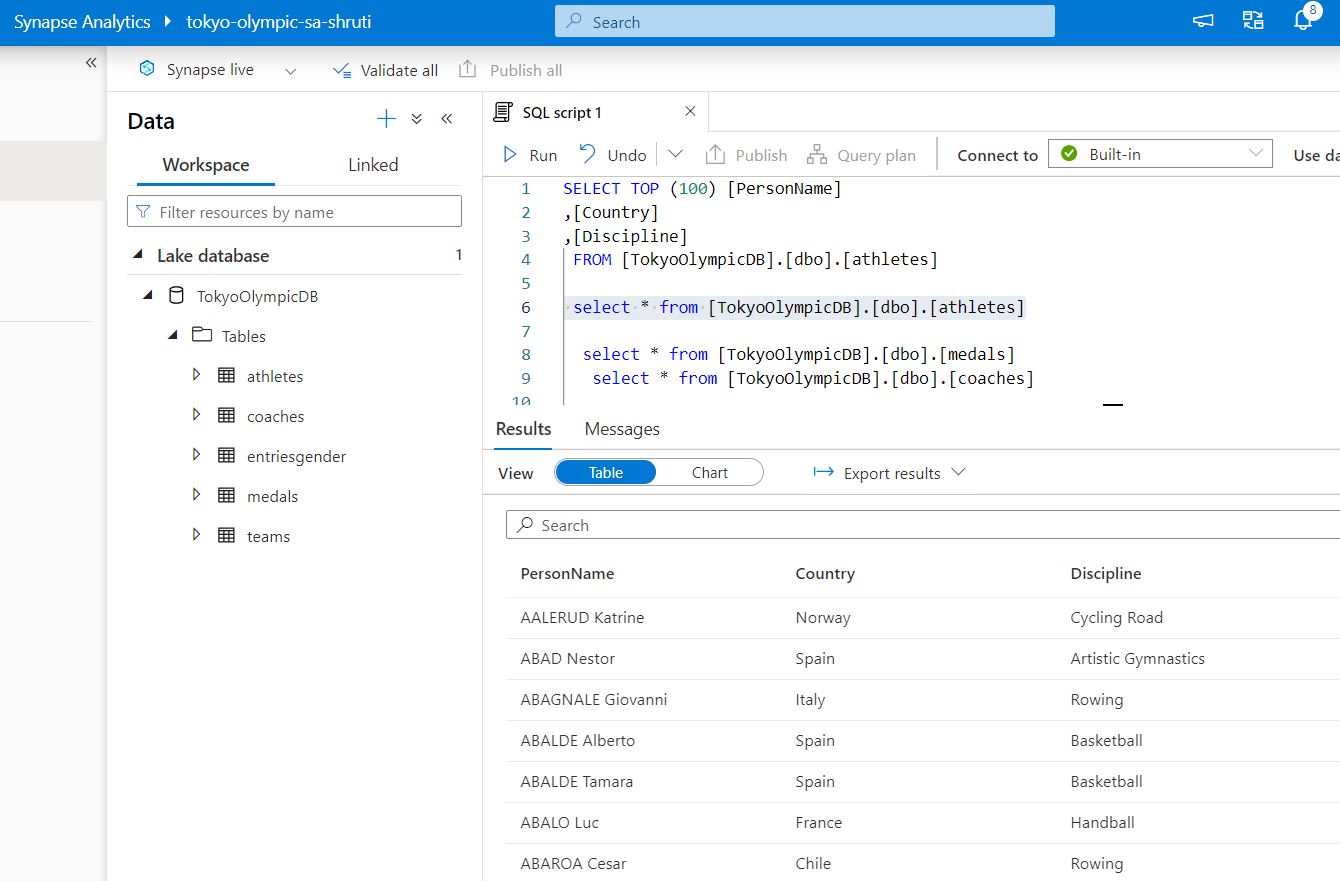 Synapse Analytics tokyo-olympic-sa-shruti Search 8
Synapse live Validate all Publish all
Data
Workspace Linked
Filter resources by name
Lake database 1
TokyoOlympicDB
Tables
athletes
coaches
entriesgender
medals
teams
SQL script 1
Run Undo Publish Query plan Connect to Built-in Use da
1 SELECT TOP (100) [PersonName]
2 ,[Country]
3 ,[Discipline]
4 FROM [TokyoOlympicDB].[dbo].[athletes]
5
6 select * from [TokyoOlympicDB].[dbo].[athletes]
7
8 select * from [TokyoOlympicDB].[dbo].[medals]
9 select * from [TokyoOlympicDB].[dbo].[coaches]
10
Results Messages
View Table Chart Export results
Search
PersonName Country Discipline
AALERUD Katrine Norway Cycling Road
ABAD Nestor Spain Artistic Gymnastics
ABAGNALE Giovanni Italy Rowing
ABALDE Alberto Spain Basketball
ABALDE Tamara Spain Basketball
ABALO Luc France Handball
ABAROA Cesar Chile Rowing